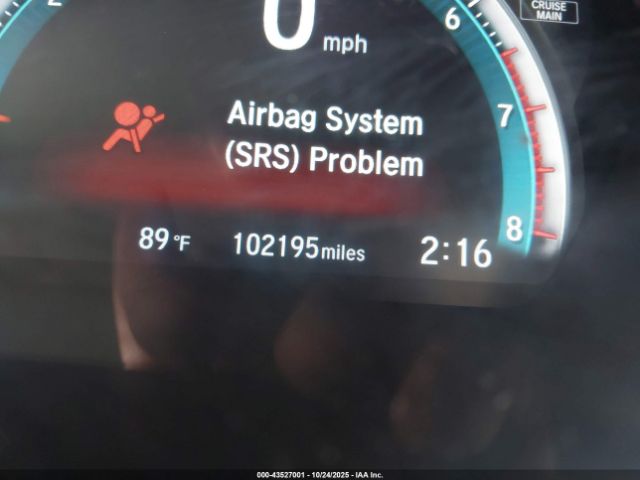 2
0 mph
6
CRUISE
MAIN
7
8
Airbag System
(SRS) Problem
89 °F 102195 miles 2:16
000-43527001 - 10/24/2025 - IAA Inc.